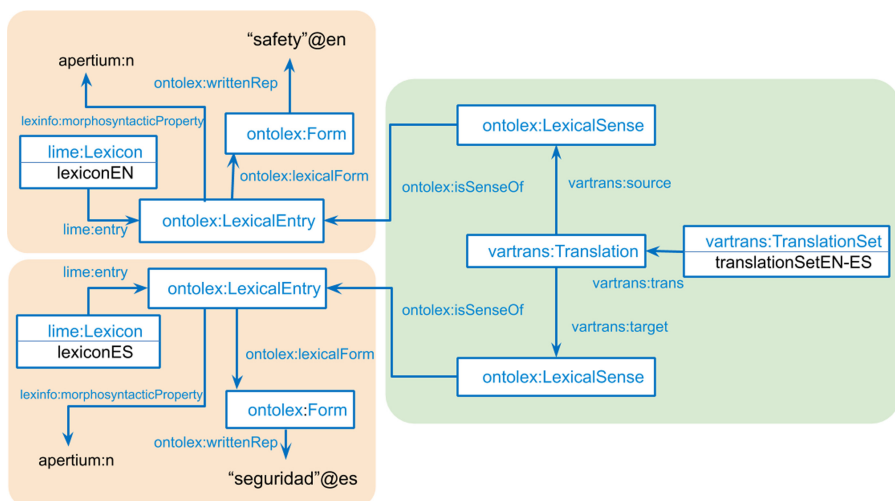 “safety”@en
apertium:n
ontolex:writtenRep
lexinfo:morphosyntacticProperty
ontolex:Form
lime:Lexicon
lexiconEN
ontolex:lexicalForm
lime:entry
ontolex:LexicalEntry
ontolex:LexicalSense
ontolex:isSenseOf
vartrans:source
vartrans:Translation
vartrans:TranslationSet
translationSetEN-ES
vartrans:trans
lime:entry
ontolex:LexicalEntry
ontolex:isSenseOf
vartrans:target
lime:Lexicon
lexiconES
ontolex:lexicalForm
ontolex:LexicalSense
lexinfo:morphosyntacticProperty
ontolex:Form
ontolex:writtenRep
apertium:n
“seguridad”@es